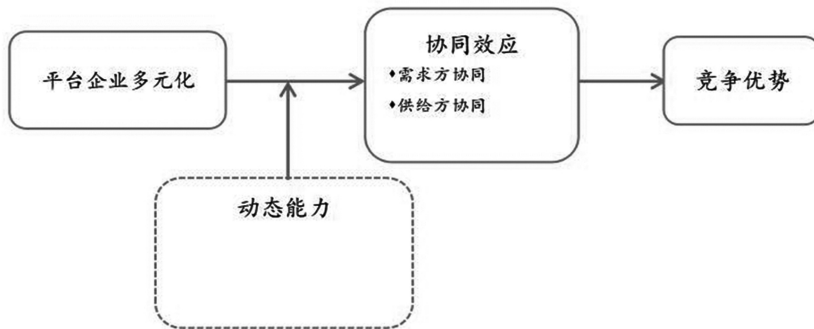 平台企业多元化
协同效应
♦需求方协同
♦供给方协同
竞争优势
动态能力